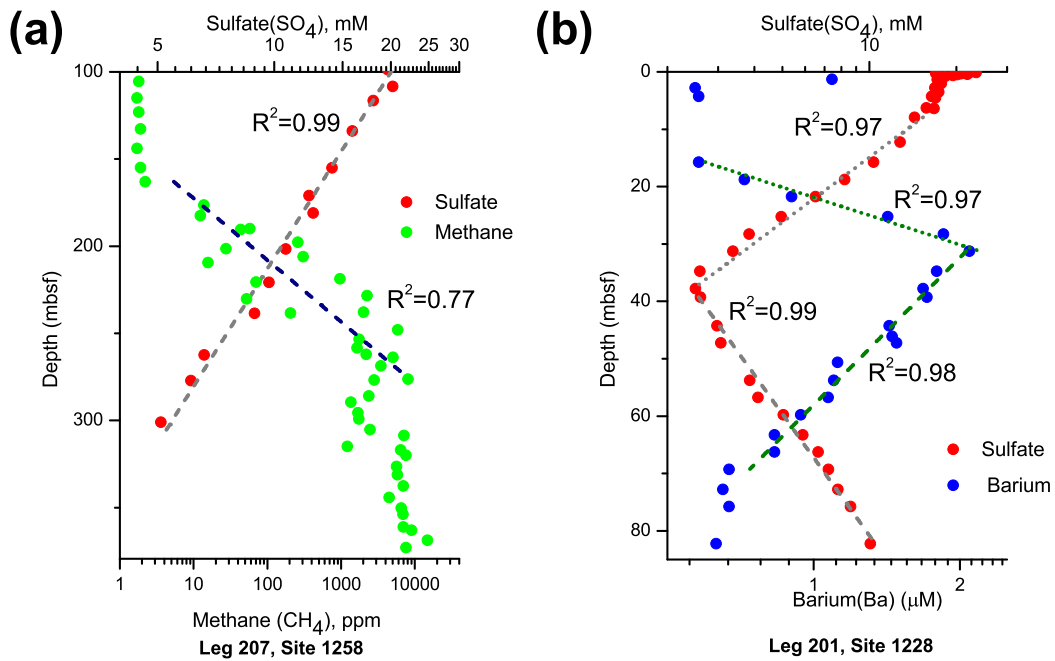 (a)
Sulfate(SO4), mM
5 10 15 20 25 30
100
200
300
Depth (mbsf)
R2=0.99
Sulfate
Methane
R2=0.77
1 10 100 1000 10000
Methane (CH4), ppm
Leg 207, Site 1258
(b)
Sulfate(SO4), mM
10
0
20
40
60
80
Depth (mbsf)
R2=0.97
R2=0.97
R2=0.99
R2=0.98
Sulfate
Barium
1 2
Barium(Ba) (μM)
Leg 201, Site 1228